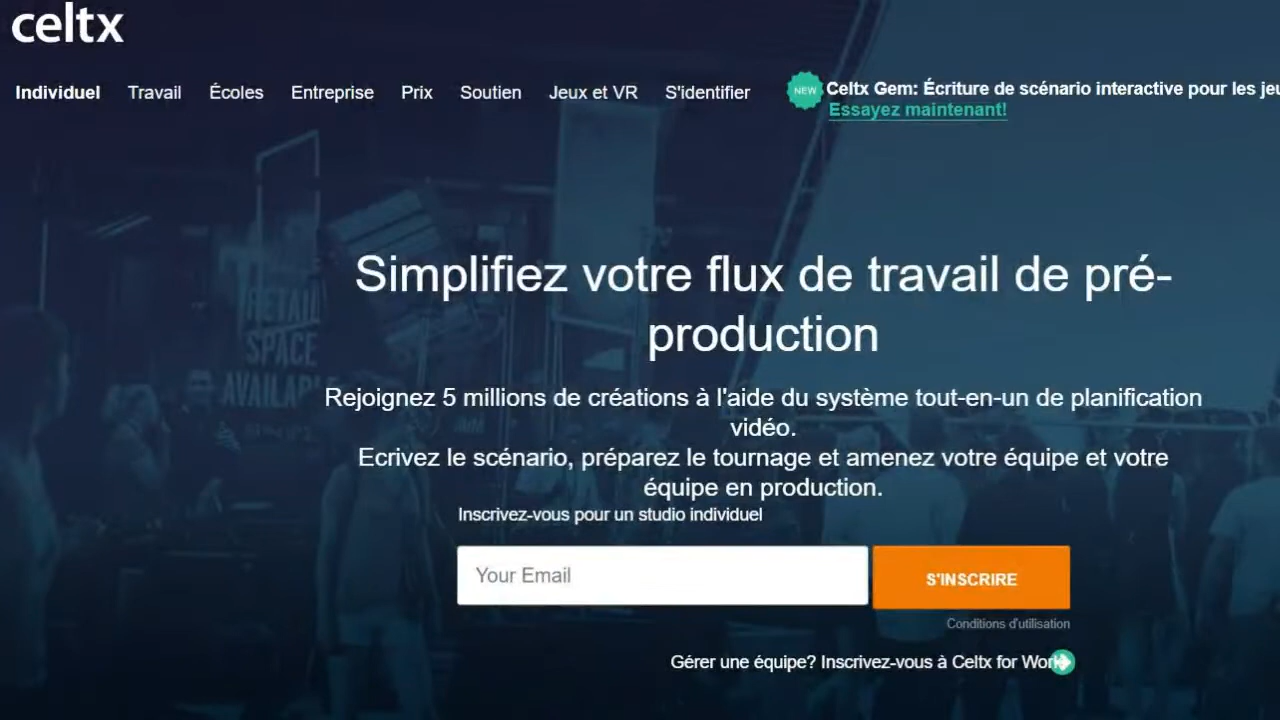 celtx
Individuel Travail Écoles Entreprise Prix Soutien Jeux et VR S'identifier
NEW Celtx Gem: Écriture de scénario interactive pour les jeu
Essayez maintenant!
Simplifiez votre flux de travail de pré-
production
RETAIL
SPACE
Rejoignez 5 millions de créations à l'aide du système tout-en-un de planification
vidéo.
Ecrivez le scénario, préparez le tournage et amenez votre équipe et votre
équipe en production.
Inscrivez-vous pour un studio individuel
Your Email
S'INSCRIRE
Conditions d'utilisation
Gérer une équipe? Inscrivez-vous à Celtx for Work